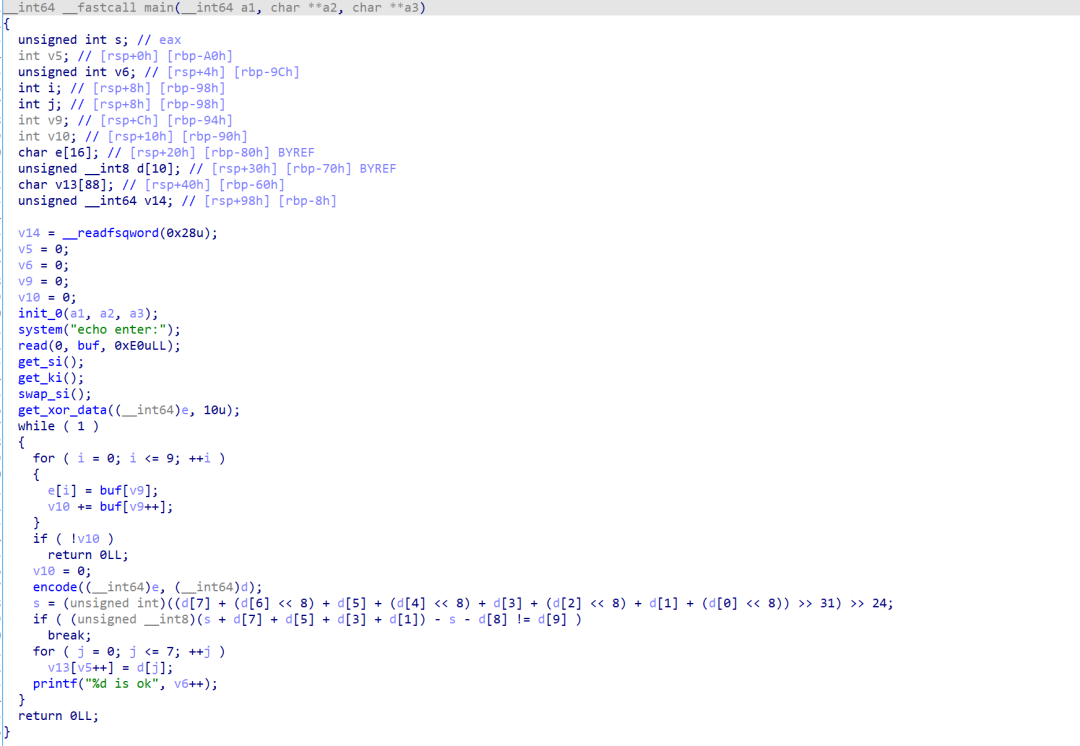 __int64 __fastcall main(__int64 a1, char **a2, char **a3)
{
  unsigned int s; // eax
  int v5; // [rsp+0h] [rbp-A0h]
  unsigned int v6; // [rsp+4h] [rbp-9Ch]
  int i; // [rsp+8h] [rbp-98h]
  int j; // [rsp+8h] [rbp-98h]
  int v9; // [rsp+Ch] [rbp-94h]
  int v10; // [rsp+10h] [rbp-90h]
  char e[16]; // [rsp+20h] [rbp-80h] BYREF
  unsigned __int8 d[10]; // [rsp+30h] [rbp-70h] BYREF
  char v13[88]; // [rsp+40h] [rbp-60h]
  unsigned __int64 v14; // [rsp+98h] [rbp-8h]

  v14 = __readfsqword(0x28u);
  v5 = 0;
  v6 = 0;
  v9 = 0;
  v10 = 0;
  init_0(a1, a2, a3);
  system("echo enter:");
  read(0, buf, 0xE0uLL);
  get_si();
  get_ki();
  swap_si();
  get_xor_data((__int64)e, 10u);
  while ( 1 )
  {
    for ( i = 0; i <= 9; ++i )
    {
      e[i] = buf[v9];
      v10 += buf[v9++];
    }
    if ( !v10 )
      return 0LL;
    v10 = 0;
    encode((__int64)e, (__int64)d);
    s = (unsigned int)((d[7] + (d[6] << 8) + d[5] + (d[4] << 8) + d[3] + (d[2] << 8) + d[1] + (d[0] << 8)) >> 31) >> 24;
    if ( (unsigned __int8)(s + d[7] + d[5] + d[3] + d[1]) - s - d[8] != d[9] )
      break;
    for ( j = 0; j <= 7; ++j )
      v13[v5++] = d[j];
    printf("%d is ok", v6++);
  }
  return 0LL;
}